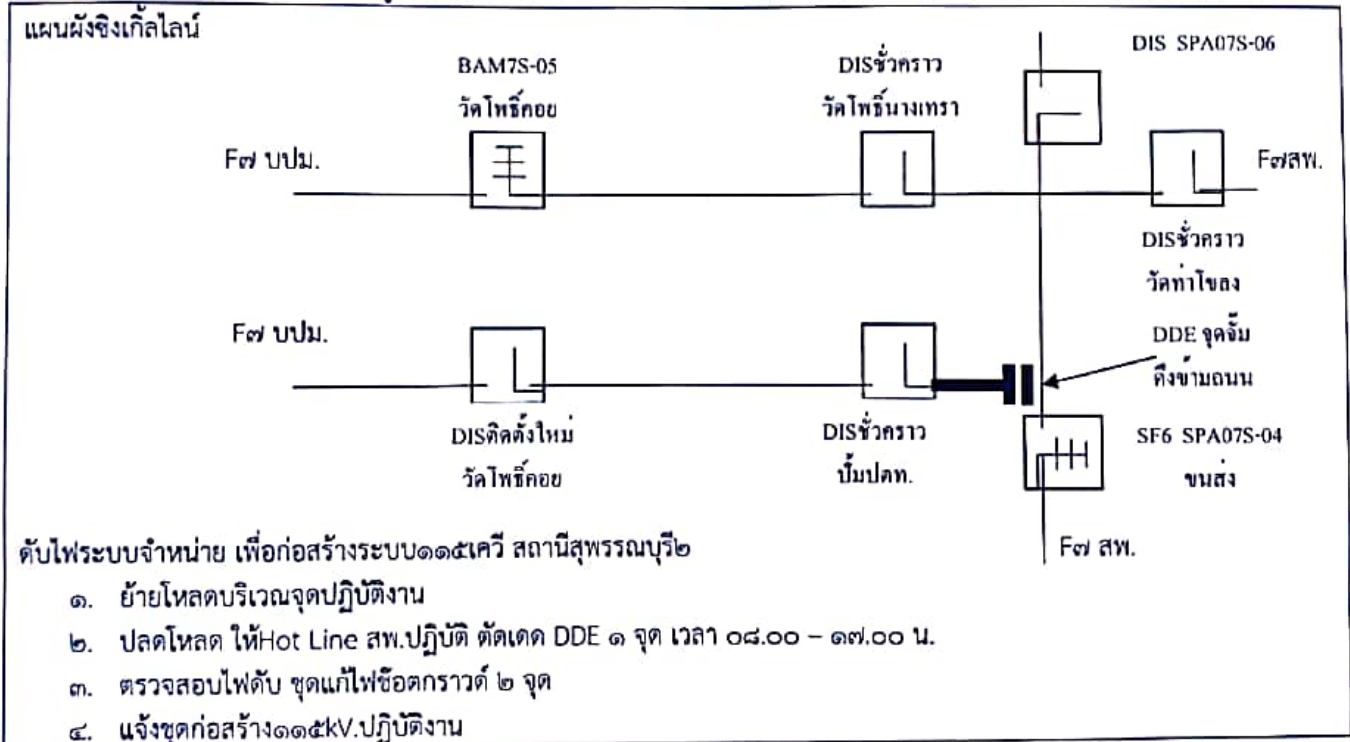 แผนผังซิงเกิ้ลไลน์
DIS SPA07S-06
BAM7S-05
วัดโพธิ์คอย
DISชั่วคราว
วัดโพธิ์นางเทรา
F๗ บปม.
F๗สพ.
DISชั่วคราว
วัดท่าโขลง
F๗ บปม.
DDE จุดจั๊ม
ดึงข้ามถนน
DISติดตั้งใหม่
วัดโพธิ์คอย
DISชั่วคราว
ปั๊มปตท.
SF6 SPA07S-04
ขนส่ง
F๗ สพ.
ดับไฟระบบจำหน่าย เพื่อก่อสร้างระบบ๑๑๕เควี สถานีสุพรรณบุรี๒
๑. ย้ายโหลดบริเวณจุดปฏิบัติงาน
๒. ปลดโหลด ให้Hot Line สพ.ปฏิบัติ ตัดเดด DDE ๑ จุด เวลา ๐๘.๐๐ – ๑๗.๐๐ น.
๓. ตรวจสอบไฟดับ ชุดแก้ไฟช๊อตกราวด์ ๒ จุด
๔. แจ้งชุดก่อสร้าง๑๑๕kV.ปฏิบัติงาน